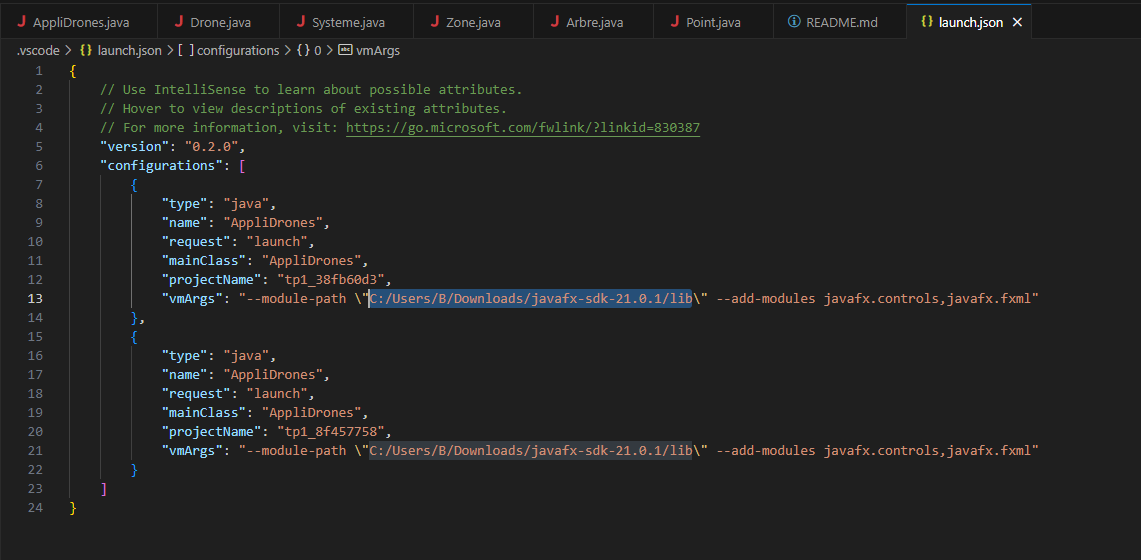 AppliDrones.java Drone.java Systeme.java Zone.java Arbre.java Point.java README.md launch.json
.vscode > launch.json > [ ] configurations > { } 0 > abc vmArgs
1 {
2 // Use IntelliSense to learn about possible attributes.
3 // Hover to view descriptions of existing attributes.
4 // For more information, visit: https://go.microsoft.com/fwlink/?linkid=830387
5 "version": "0.2.0",
6 "configurations": [
7 {
8 "type": "java",
9 "name": "AppliDrones",
10 "request": "launch",
11 "mainClass": "AppliDrones",
12 "projectName": "tp1_38fb60d3",
13 "vmArgs": "--module-path \"C:/Users/B/Downloads/javafx-sdk-21.0.1/lib\" --add-modules javafx.controls,javafx.fxml"
14 },
15 {
16 "type": "java",
17 "name": "AppliDrones",
18 "request": "launch",
19 "mainClass": "AppliDrones",
20 "projectName": "tp1_8f457758",
21 "vmArgs": "--module-path \"C:/Users/B/Downloads/javafx-sdk-21.0.1/lib\" --add-modules javafx.controls,javafx.fxml"
22 }
23 ]
24 }